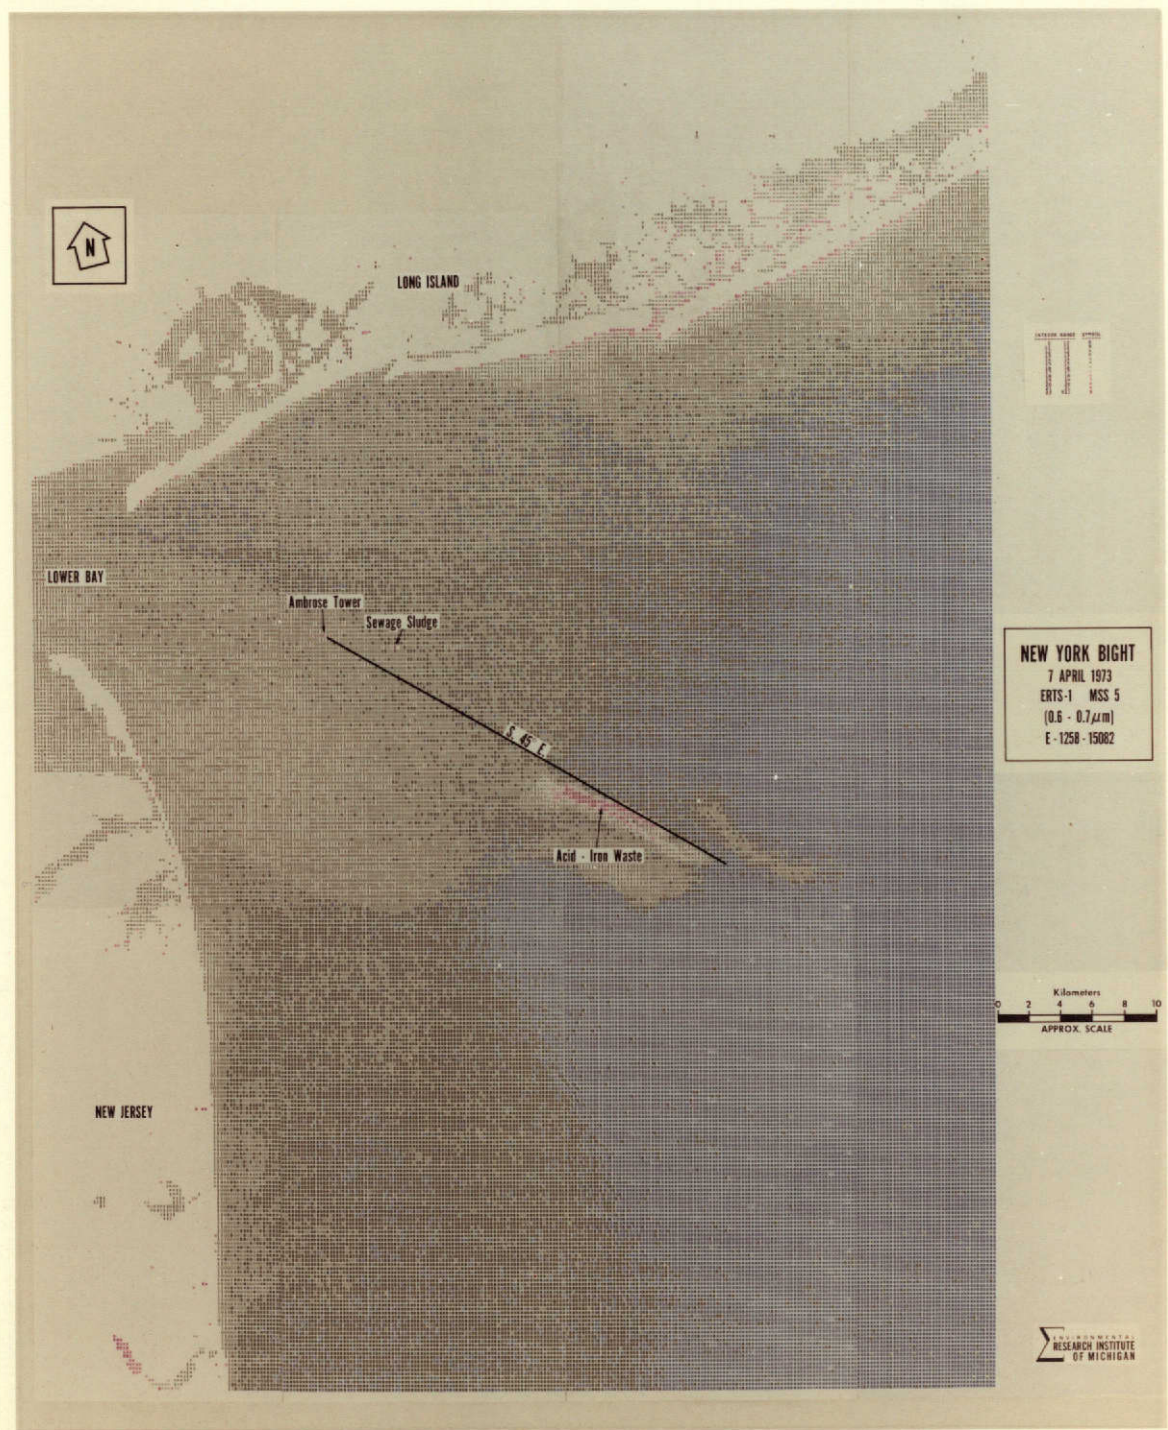 N
LONG ISLAND
LOWER BAY
Ambrose Tower
Sewage Sludge
S. 45 E.
Acid - Iron Waste
NEW JERSEY
NEW YORK BIGHT
7 APRIL 1973
ERTS-1 MSS 5
(0.6 - 0.7μm)
E-1258-15082
Kilometers
0 2 4 6 8 10
APPROX. SCALE
ENVIRONMENTAL
RESEARCH INSTITUTE
OF MICHIGAN